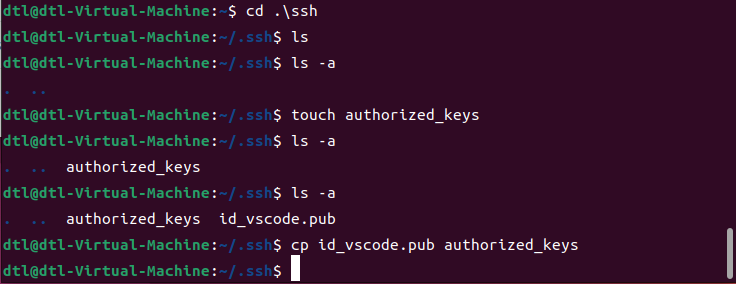 dtl@dtl-Virtual-Machine:~$ cd .\ssh
dtl@dtl-Virtual-Machine:~/.ssh$ ls
dtl@dtl-Virtual-Machine:~/.ssh$ ls -a
.  ..
dtl@dtl-Virtual-Machine:~/.ssh$ touch authorized_keys
dtl@dtl-Virtual-Machine:~/.ssh$ ls -a
.  ..  authorized_keys
dtl@dtl-Virtual-Machine:~/.ssh$ ls -a
.  ..  authorized_keys  id_vscode.pub
dtl@dtl-Virtual-Machine:~/.ssh$ cp id_vscode.pub authorized_keys
dtl@dtl-Virtual-Machine:~/.ssh$